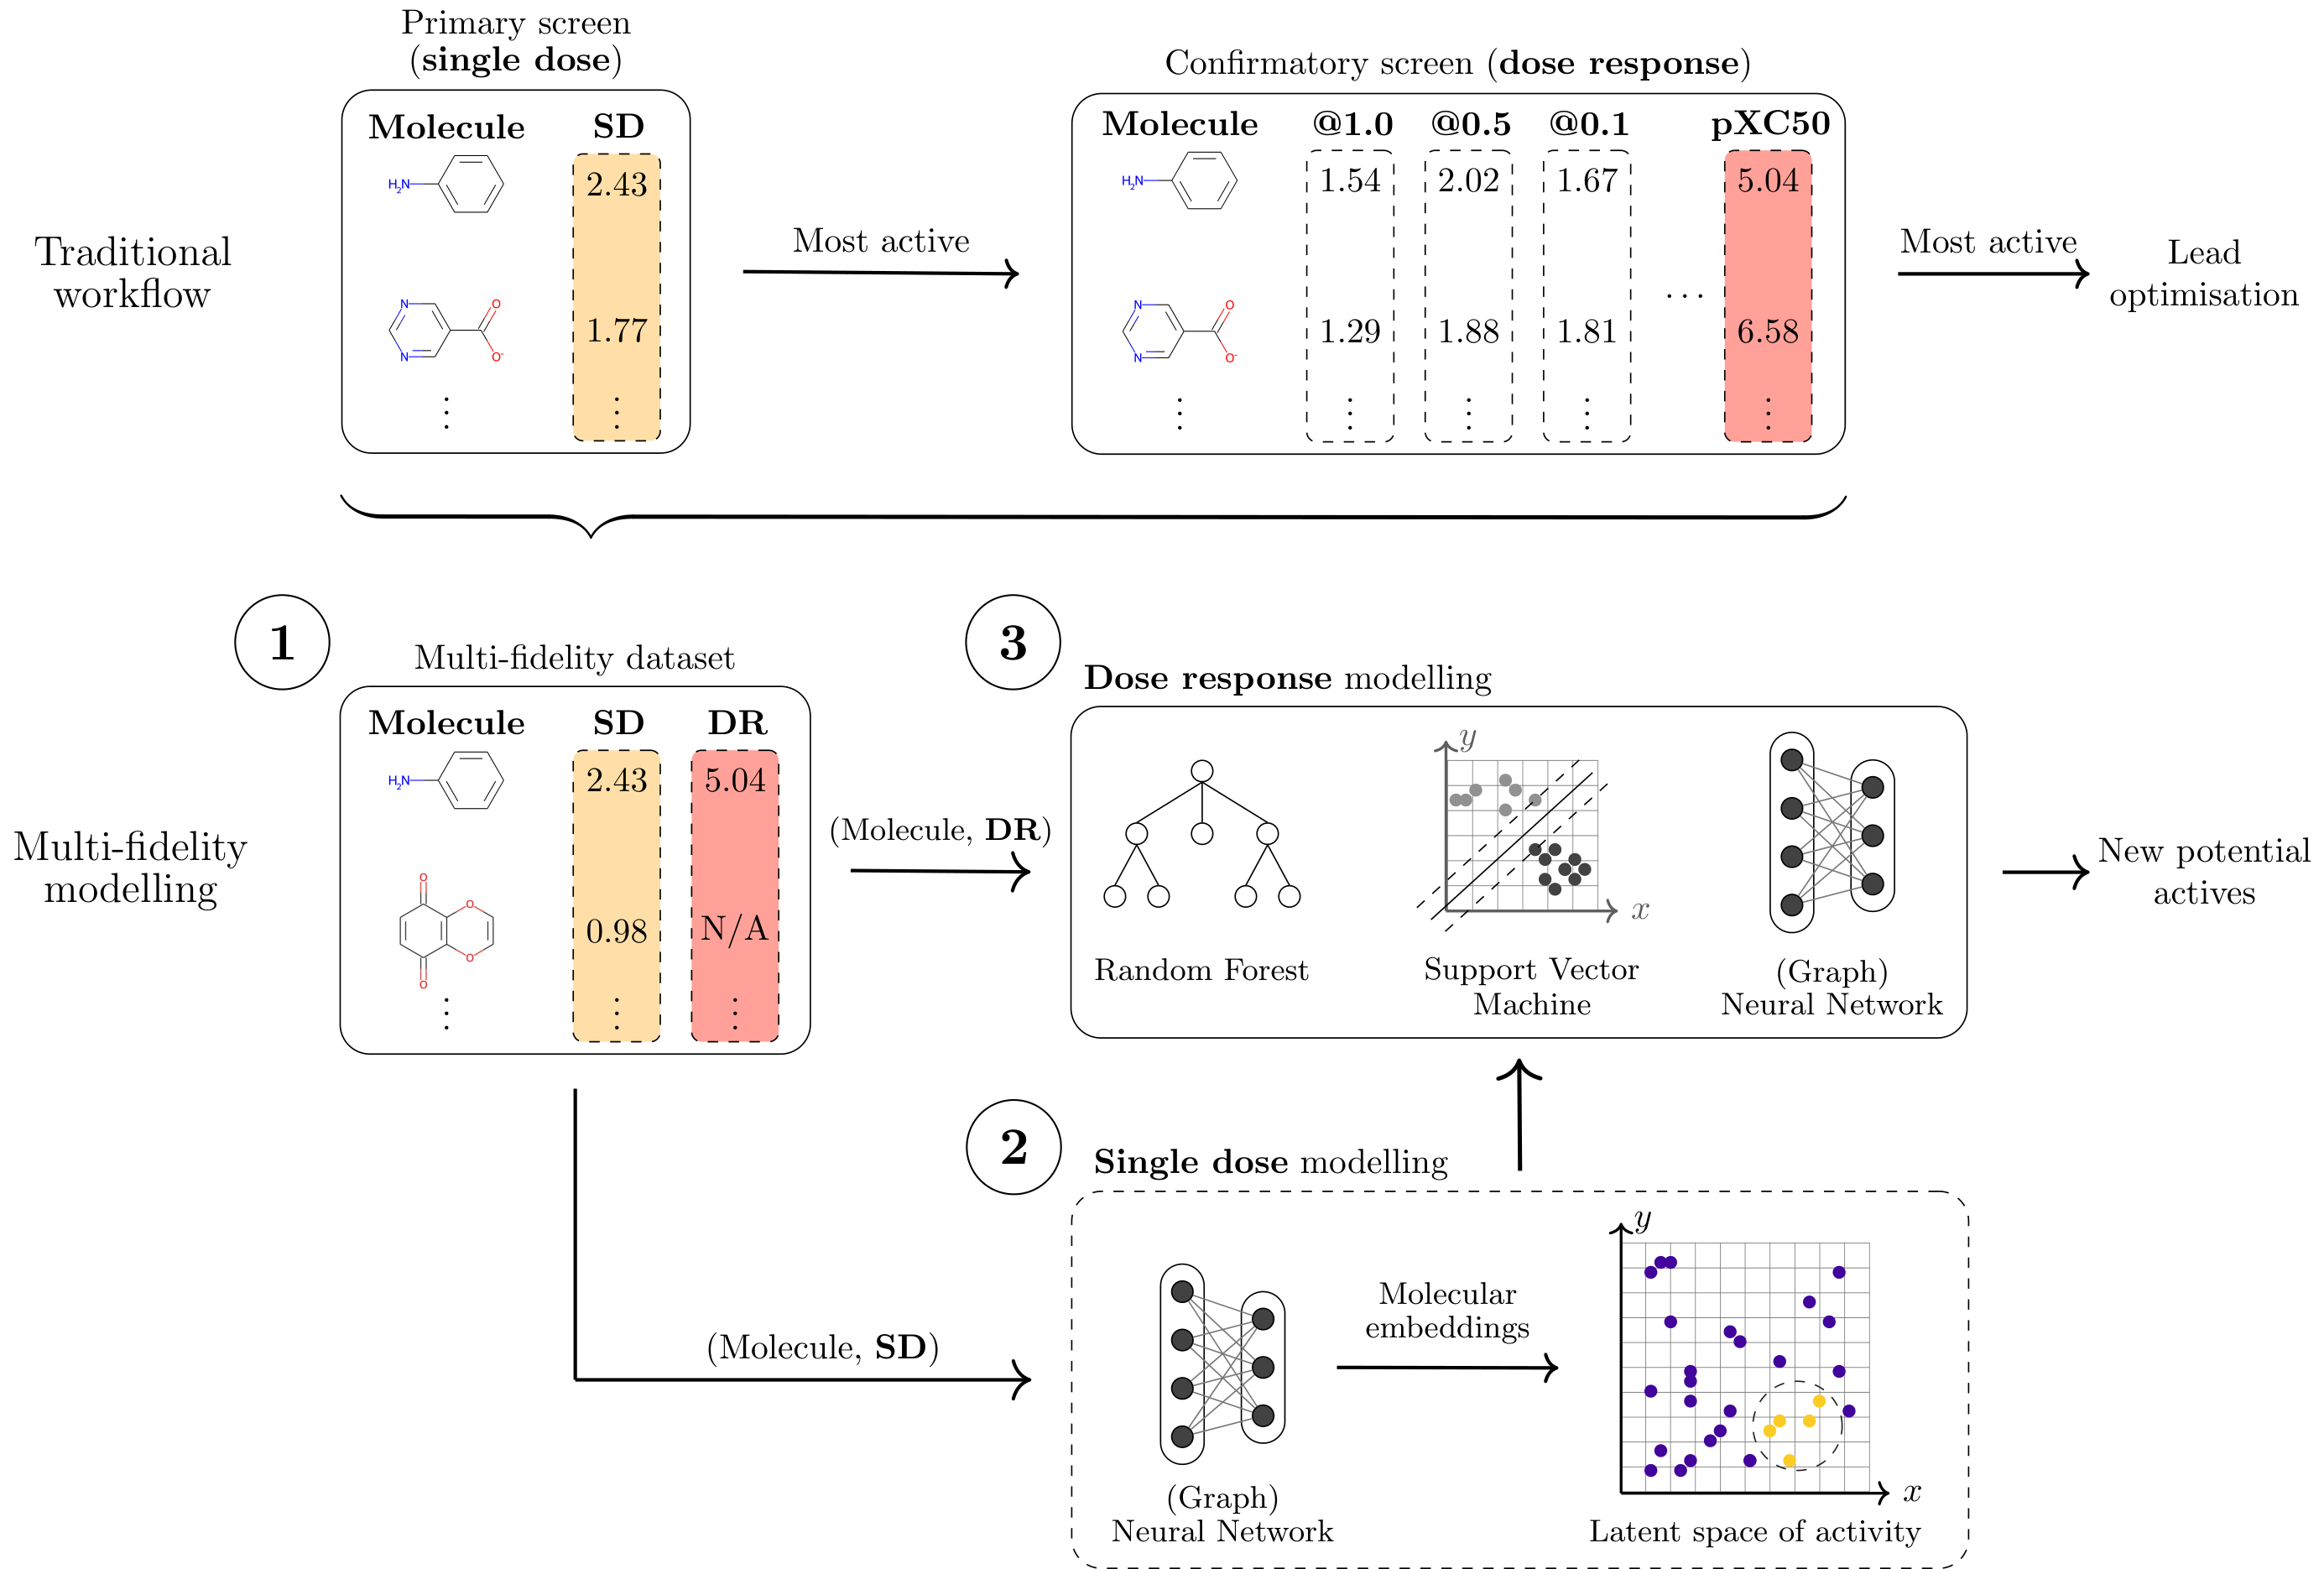 Primary screen
(single dose)
Confirmatory screen (dose response)
Molecule SD
H2N 2.43
N N O O- 1.77
⋮ ⋮
Traditional
workflow
Most active
Molecule @1.0 @0.5 @0.1 pXC50
H2N 1.54 2.02 1.67 5.04
N N O O- 1.29 1.88 1.81 … 6.58
⋮ ⋮ ⋮ ⋮ ⋮
Most active
Lead
optimisation
1
Multi-fidelity dataset
Multi-fidelity
modelling
Molecule SD DR
H2N 2.43 5.04
O O O O 0.98 N/A
⋮ ⋮ ⋮
(Molecule, DR)
3
Dose response modelling
y
x
Random Forest
Support Vector
Machine
(Graph)
Neural Network
New potential
actives
(Molecule, SD)
2
Single dose modelling
(Graph)
Neural Network
Molecular
embeddings
y
x
Latent space of activity